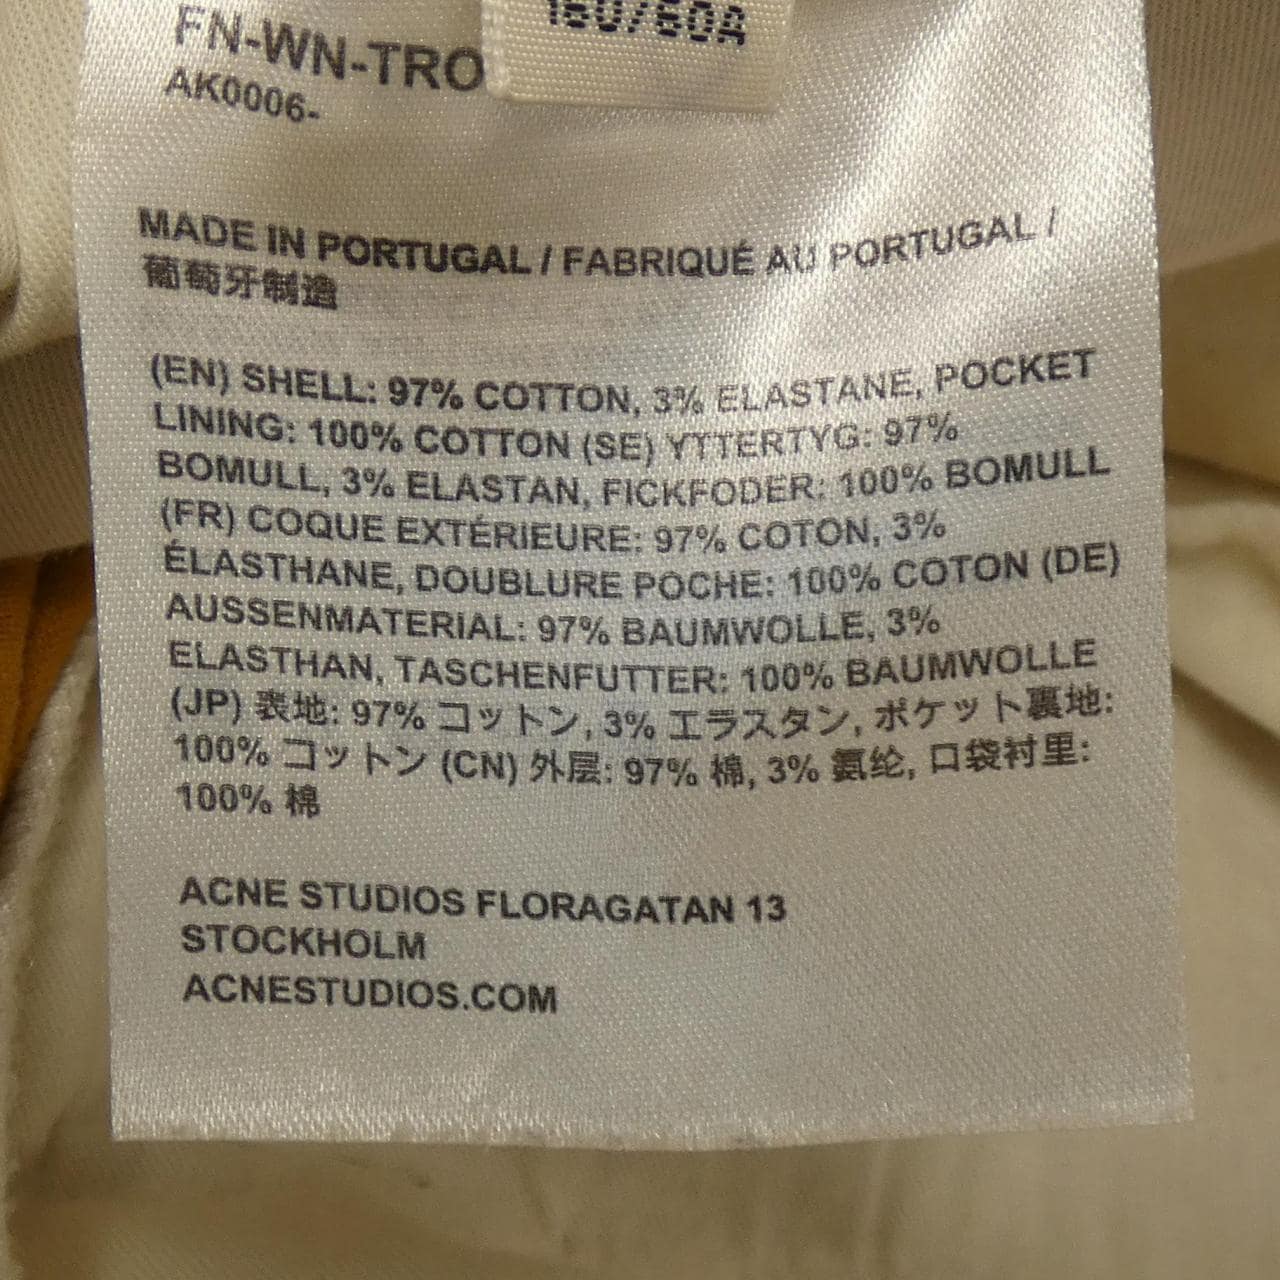 160/60A
FN-WN-TRO
AK0006-
MADE IN PORTUGAL / FABRIQUÉ AU PORTUGAL /
葡萄牙制造
(EN) SHELL: 97% COTTON, 3% ELASTANE, POCKET
LINING: 100% COTTON (SE) YTTERTYG: 97%
BOMULL, 3% ELASTAN, FICKFODER: 100% BOMULL
(FR) COQUE EXTÉRIEURE: 97% COTON, 3%
ÉLASTHANE, DOUBLURE POCHE: 100% COTON (DE)
AUSSENMATERIAL: 97% BAUMWOLLE, 3%
ELASTHAN, TASCHENFUTTER: 100% BAUMWOLLE
(JP) 表地: 97% コットン, 3% エラスタン, ポケット裏地:
100% コットン (CN) 外层: 97% 棉, 3% 氨纶, 口袋衬里:
100% 棉
ACNE STUDIOS FLORAGATAN 13
STOCKHOLM
ACNESTUDIOS.COM